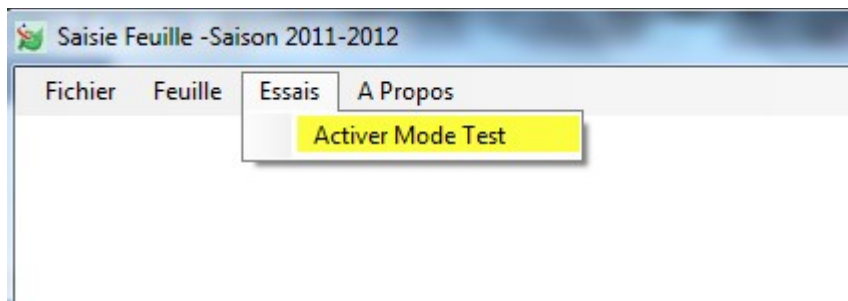 Saisie Feuille -Saison 2011-2012
Fichier Feuille Essais A Propos
Activer Mode Test